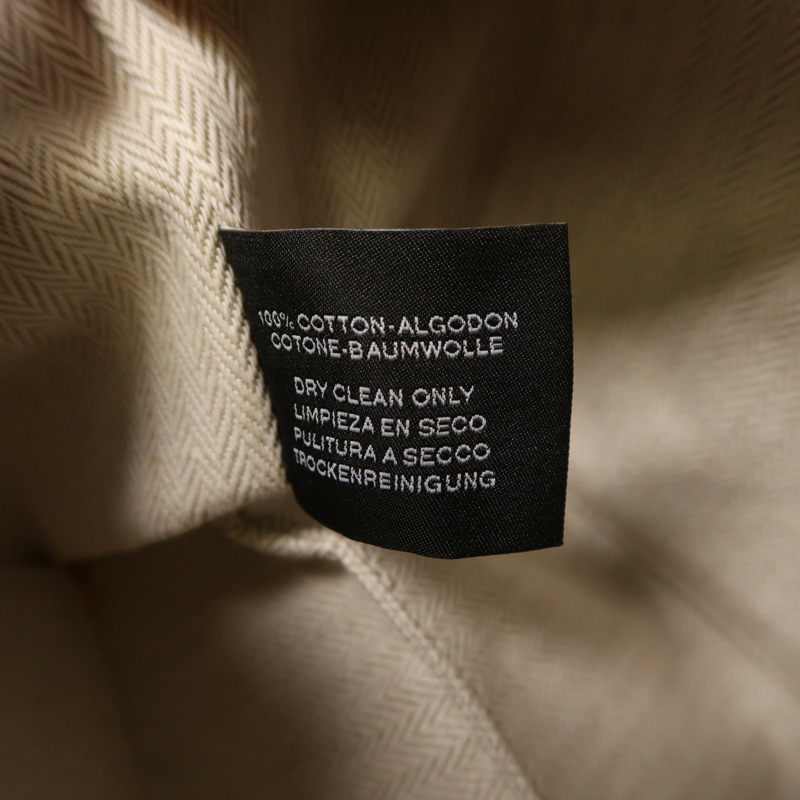 100% COTTON-ALGODON
COTONE-BAUMWOLLE
DRY CLEAN ONLY
LIMPIEZA EN SECO
PULITURA A SECCO
TROCKENREINIGUNG